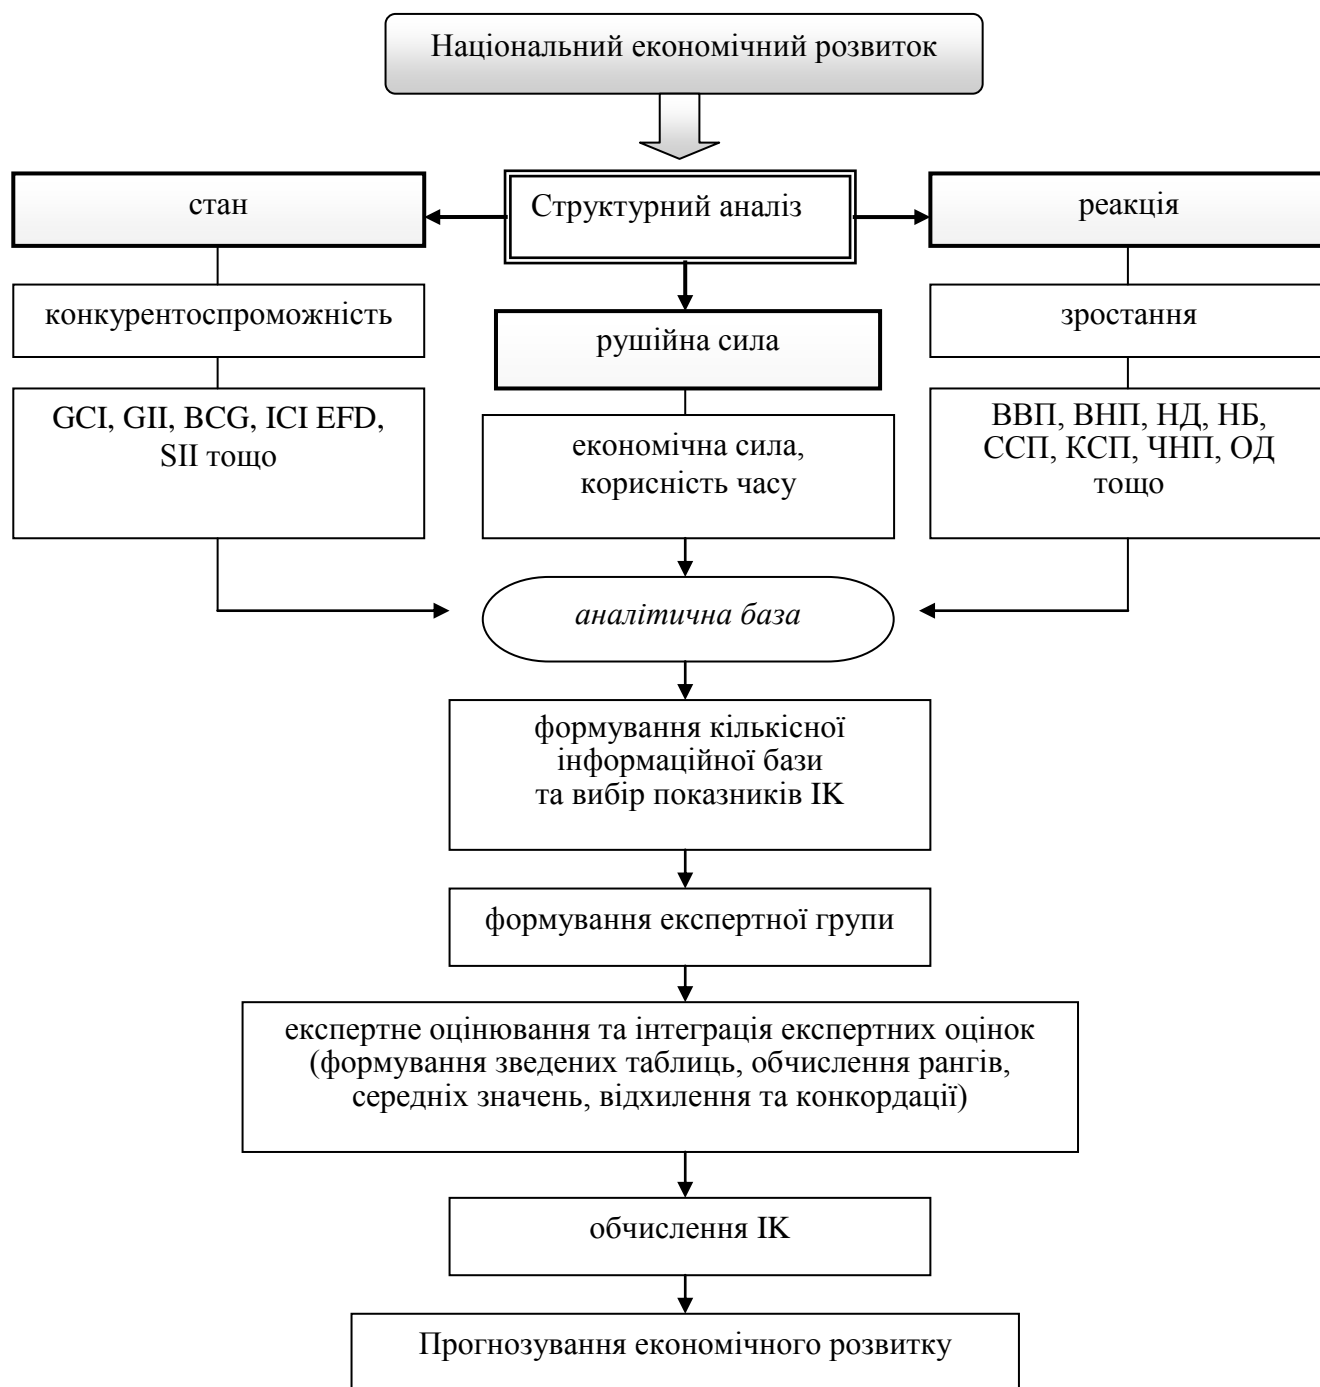 Національний економічний розвиток
стан
Структурний аналіз
реакція
конкурентоспроможність
рушійна сила
зростання
GCI, GII, BCG, ICI EFD,
SII тощо
економічна сила,
корисність часу
ВВП, ВНП, НД, НБ,
ССП, КСП, ЧНП, ОД
тощо
аналітична база
формування кількісної
інформаційної бази
та вибір показників ІК
формування експертної групи
експертне оцінювання та інтеграція експертних оцінок
(формування зведених таблиць, обчислення рангів,
середніх значень, відхилення та конкордації)
обчислення ІК
Прогнозування економічного розвитку